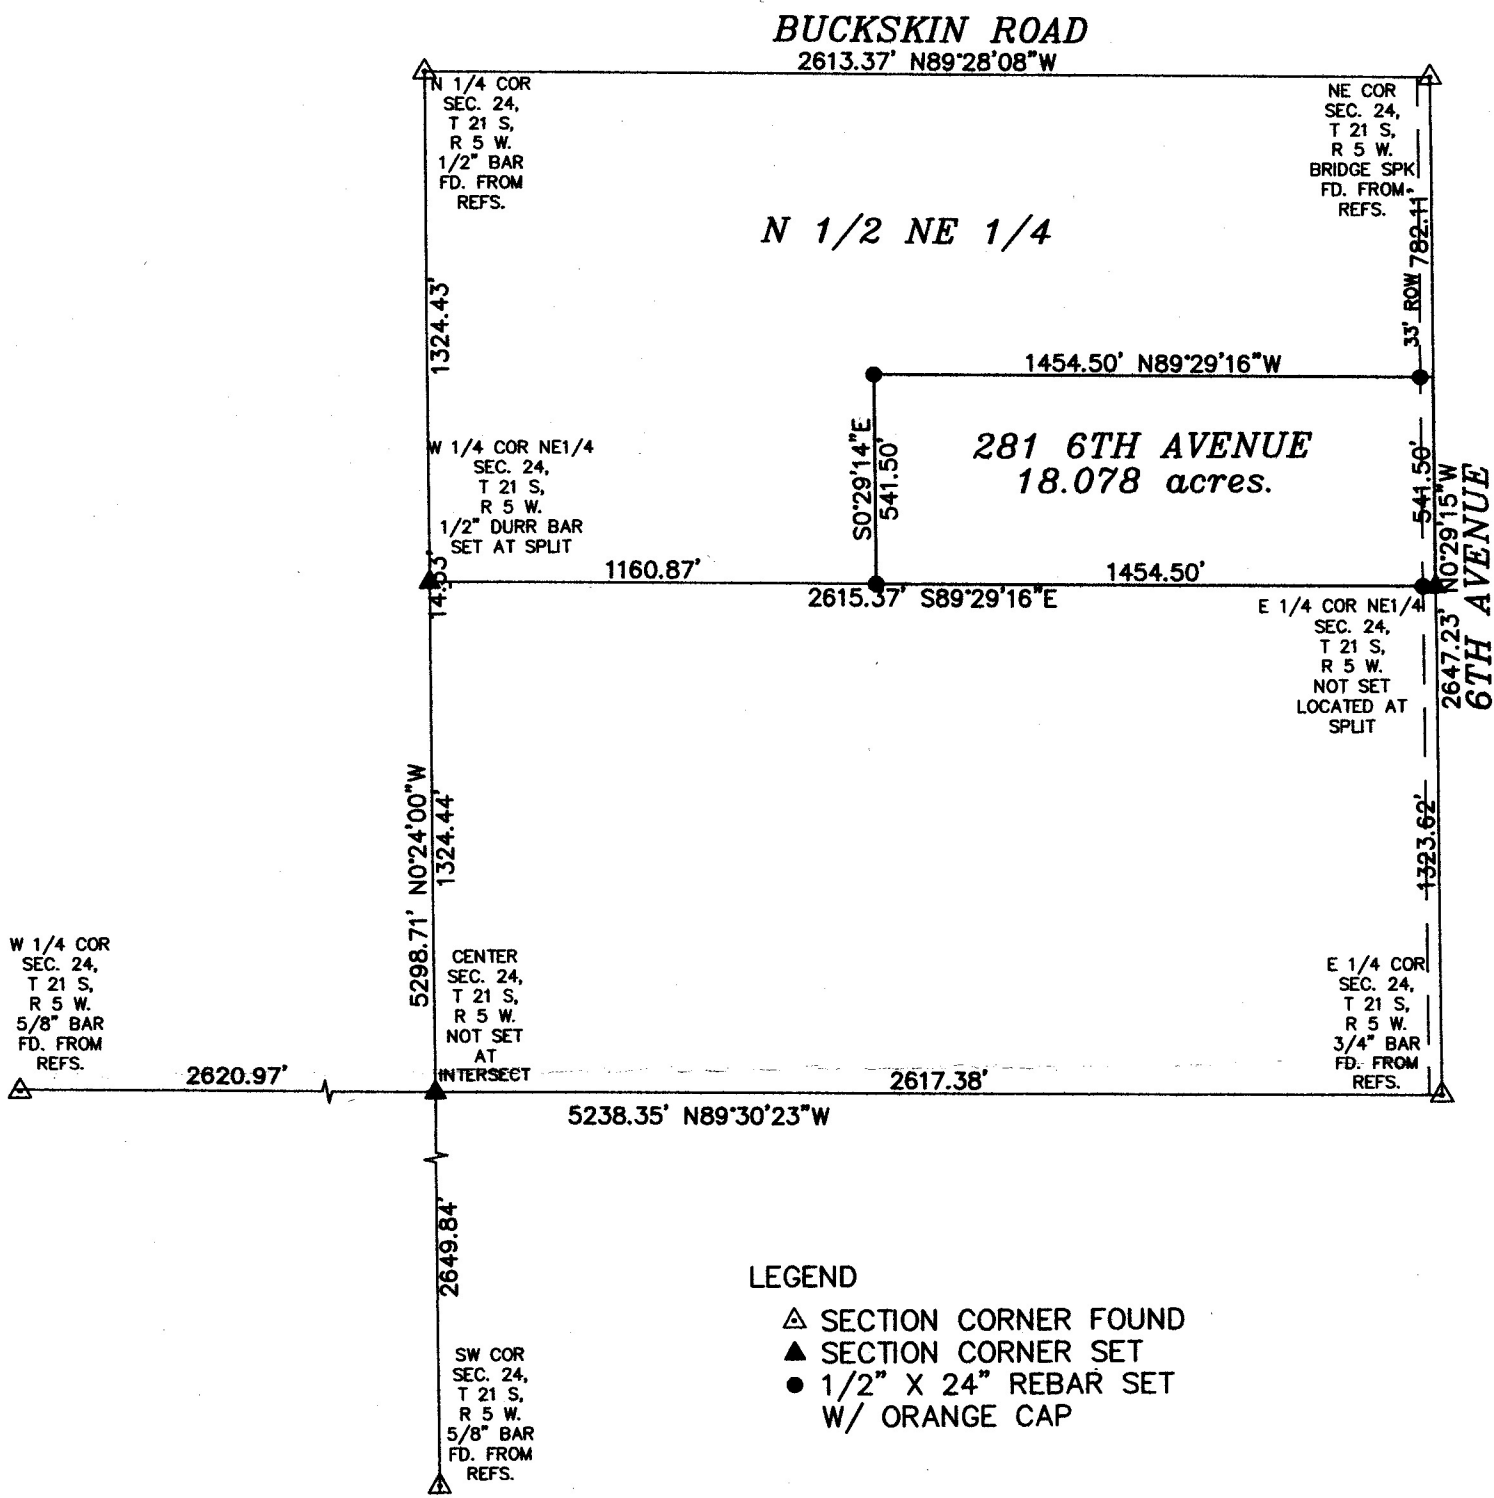 BUCKSKIN ROAD
2613.37' N89°28'08"W
N 1/4 COR
SEC. 24,
T 21 S,
R 5 W.
1/2" BAR
FD. FROM
REFS.
NE COR
SEC. 24,
T 21 S,
R 5 W.
BRIDGE SPK
FD. FROM
REFS.
N 1/2 NE 1/4
782.11
33' ROW
1324.43'
1454.50' N89°29'16"W
281 6TH AVENUE
18.078 acres.
S0°29'14"E
541.50'
541.50'
W 1/4 COR NE1/4
SEC. 24,
T 21 S,
R 5 W.
1/2" DURR BAR
SET AT SPLIT
1160.87'
1454.50'
2615.37' S89°29'16"E
2647.23' N0°29'15"W
6TH AVENUE
E 1/4 COR NE1/4
SEC. 24,
T 21 S,
R 5 W.
NOT SET
LOCATED AT
SPLIT
5298.71' N0°24'00"W
1324.44'
1323.62'
W 1/4 COR
SEC. 24,
T 21 S,
R 5 W.
5/8" BAR
FD. FROM
REFS.
CENTER
SEC. 24,
T 21 S,
R 5 W.
NOT SET
AT
INTERSECT
E 1/4 COR
SEC. 24,
T 21 S,
R 5 W.
3/4" BAR
FD. FROM
REFS.
2620.97'
2617.38'
5238.35' N89°30'23"W
2649.84'
SW COR
SEC. 24,
T 21 S,
R 5 W.
5/8" BAR
FD. FROM
REFS.
LEGEND
SECTION CORNER FOUND
SECTION CORNER SET
1/2" X 24" REBAR SET
W/ ORANGE CAP